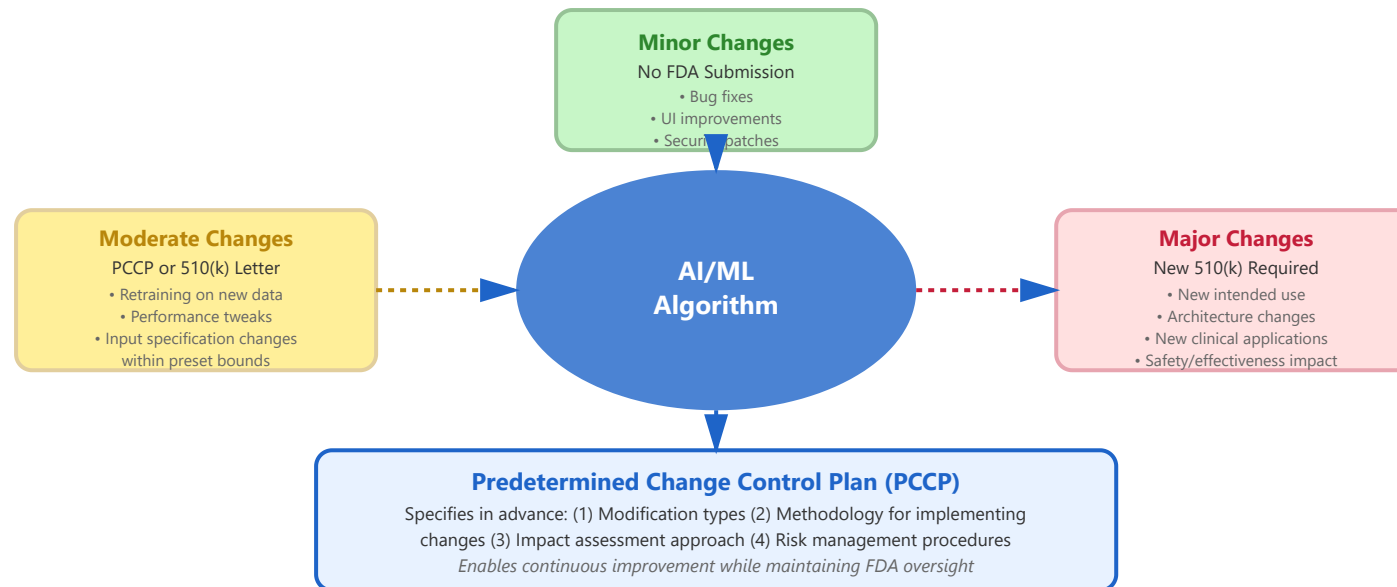 Minor Changes
No FDA Submission
• Bug fixes
• UI improvements
• Security patches
Moderate Changes
PCCP or 510(k) Letter
• Retraining on new data
• Performance tweaks
• Input specification changes
within preset bounds
AI/ML
Algorithm
Major Changes
New 510(k) Required
• New intended use
• Architecture changes
• New clinical applications
• Safety/effectiveness impact
Predetermined Change Control Plan (PCCP)
Specifies in advance: (1) Modification types (2) Methodology for implementing
changes (3) Impact assessment approach (4) Risk management procedures
Enables continuous improvement while maintaining FDA oversight